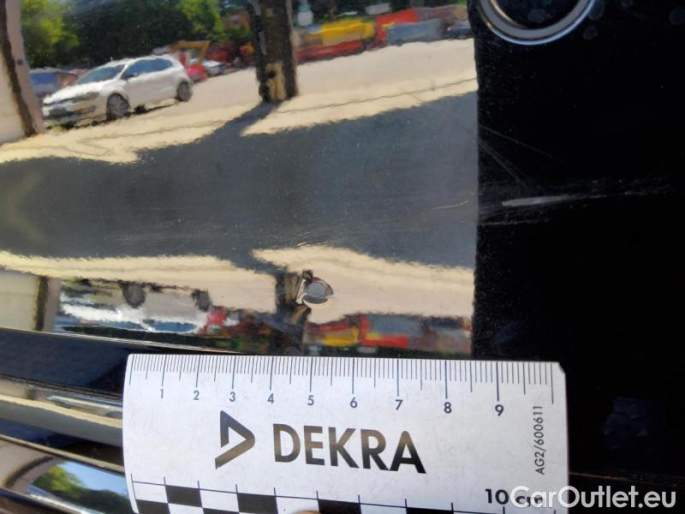 1 2 3 4 5 6 7 8 9
DEKRA
AG2/600611
10 cm
CarOutlet.eu